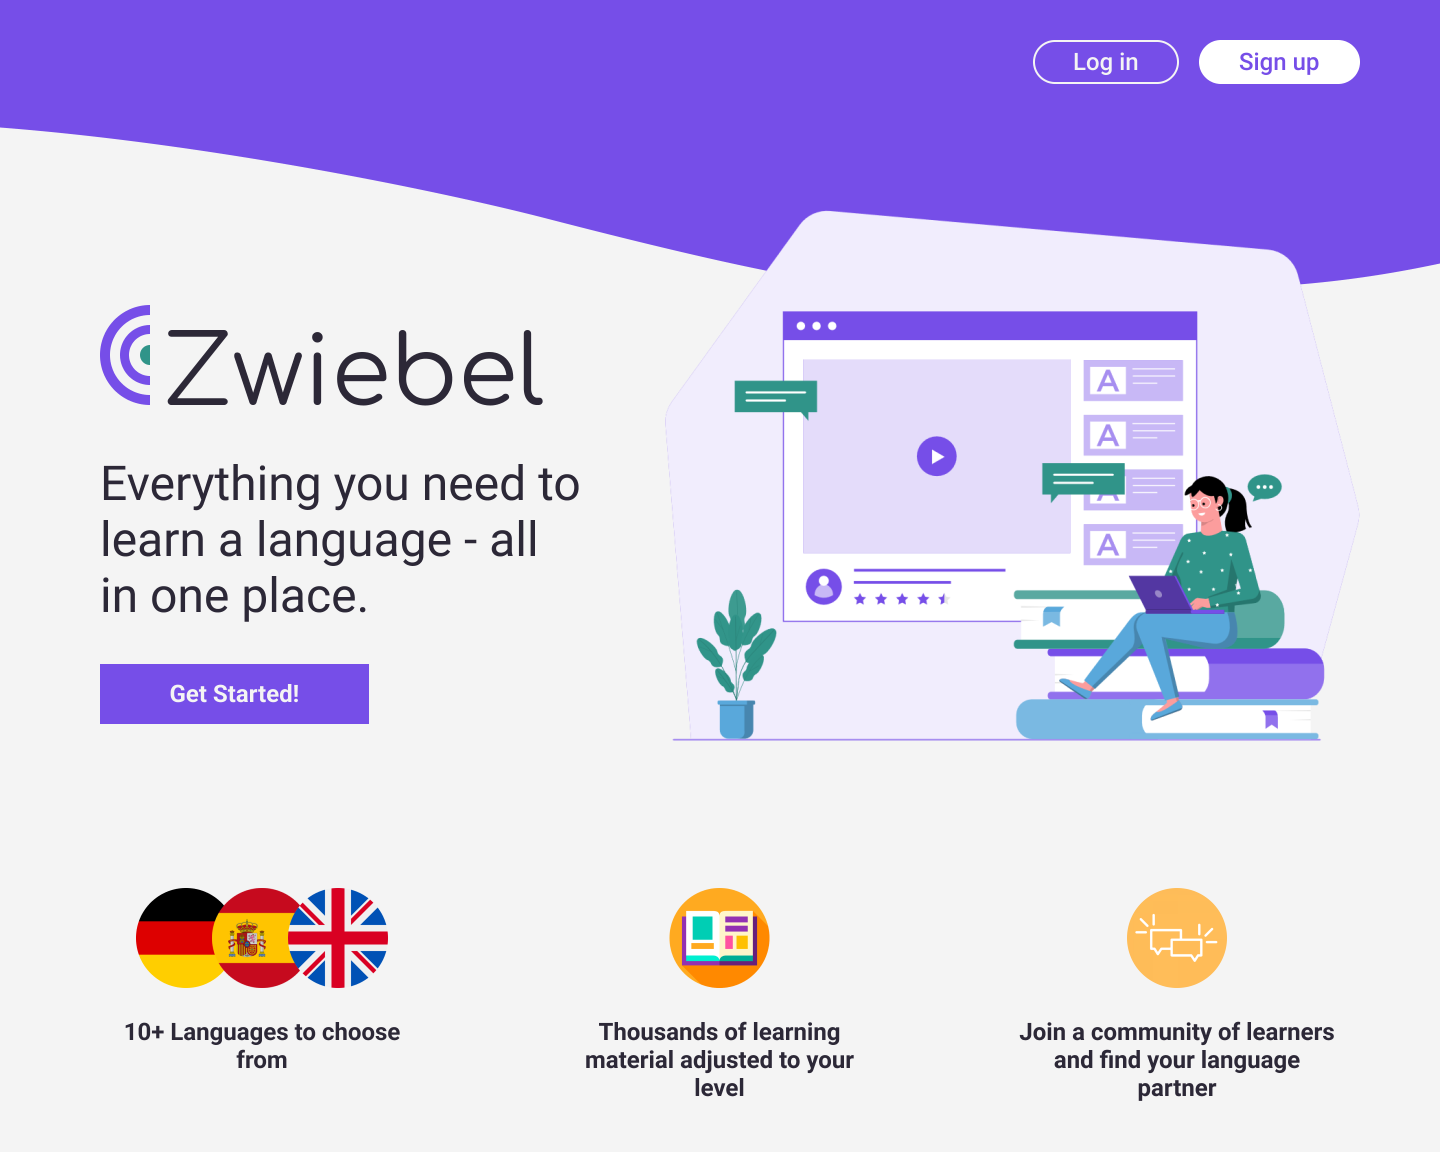 Log in
Sign up
Zwiebel
Everything you need to
learn a language - all
in one place.
Get Started!
A
A
A
A
10+ Languages to choose
from
Thousands of learning
material adjusted to your
level
Join a community of learners
and find your language
partner